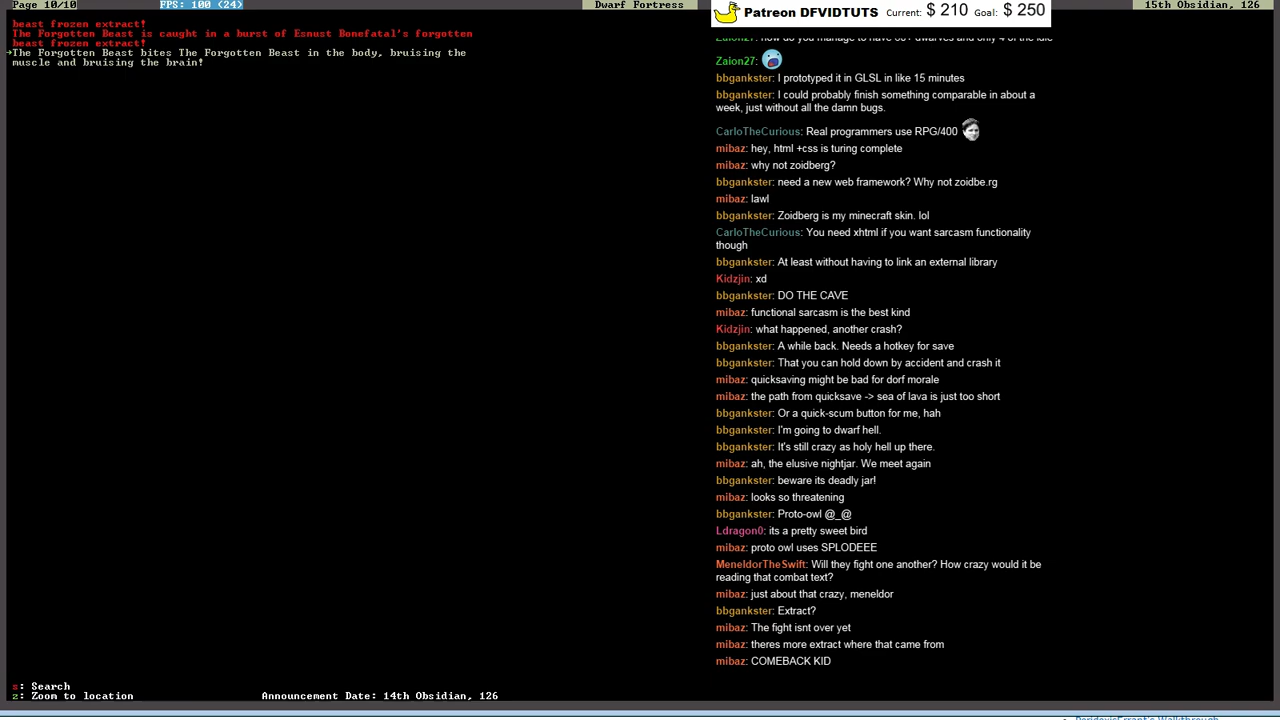 Page 10/10
FPS: 100 (24)
Dwarf Fortress
15th Obsidian, 126
Patreon DFVIDTUTS Current: $ 210 Goal: $ 250
beast frozen extract!
The Forgotten Beast is caught in a burst of Esnust Bonefatal's forgotten
beast frozen extract!
The Forgotten Beast bites The Forgotten Beast in the body, bruising the
muscle and bruising the brain!
s: Search
z: Zoom to location
Announcement Date: 14th Obsidian, 126
Zaion27: how do you manage to have 60+ dwarves and only 4 of the idle
Zaion27:
bbgankster: I prototyped it in GLSL in like 15 minutes
bbgankster: I could probably finish something comparable in about a
week, just without all the damn bugs.
CarloTheCurious: Real programmers use RPG/400
mibaz: hey, html +css is turing complete
mibaz: why not zoidberg?
bbgankster: need a new web framework? Why not zoidbe.rg
mibaz: lawl
bbgankster: Zoidberg is my minecraft skin. lol
CarloTheCurious: You need xhtml if you want sarcasm functionality
though
bbgankster: At least without having to link an external library
Kidzjin: xd
bbgankster: DO THE CAVE
mibaz: functional sarcasm is the best kind
Kidzjin: what happened, another crash?
bbgankster: A while back. Needs a hotkey for save
bbgankster: That you can hold down by accident and crash it
mibaz: quicksaving might be bad for dorf morale
mibaz: the path from quicksave -> sea of lava is just too short
bbgankster: Or a quick-scum button for me, hah
bbgankster: I'm going to dwarf hell.
bbgankster: It's still crazy as holy hell up there.
mibaz: ah, the elusive nightjar. We meet again
bbgankster: beware its deadly jar!
mibaz: looks so threatening
bbgankster: Proto-owl @_@
Ldragon0: its a pretty sweet bird
mibaz: proto owl uses SPLODEEE
MeneldorTheSwift: Will they fight one another? How crazy would it be
reading that combat text?
mibaz: just about that crazy, meneldor
bbgankster: Extract?
mibaz: The fight isnt over yet
mibaz: theres more extract where that came from
mibaz: COMEBACK KID